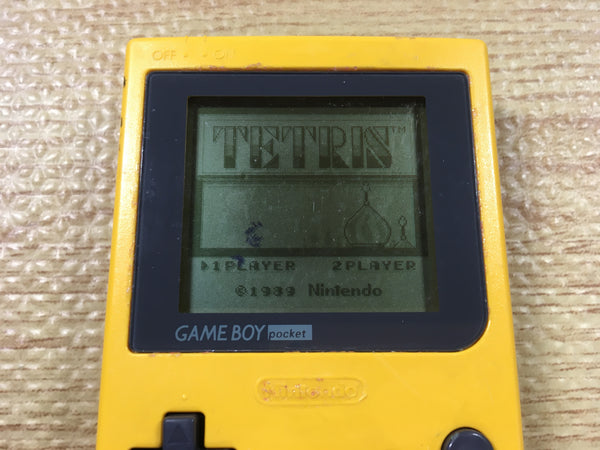 OFF ON
TETRIS™
▶1PLAYER 2PLAYER
©1989 Nintendo
GAME BOY pocket
Nintendo